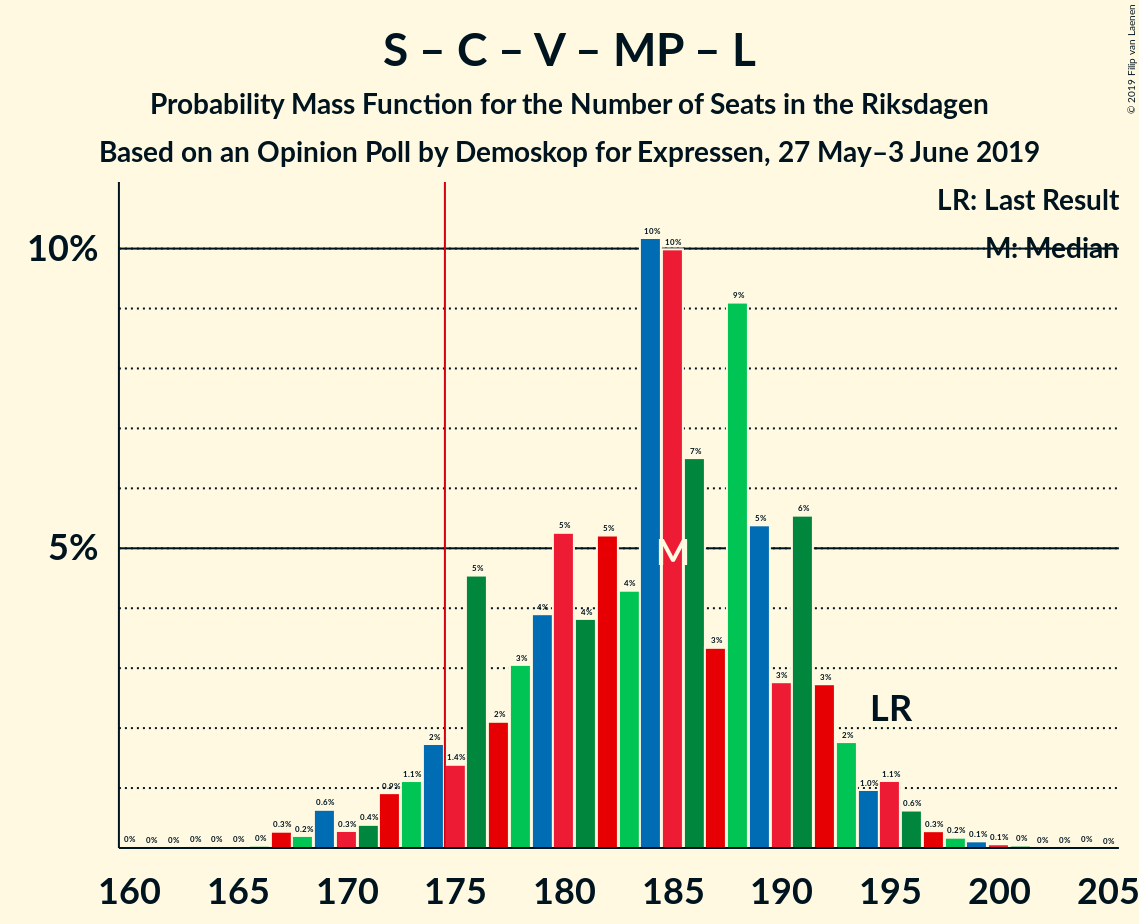 S – C – V – MP – L
Probability Mass Function for the Number of Seats in the Riksdagen
Based on an Opinion Poll by Demoskop for Expressen, 27 May–3 June 2019
© 2019 Filip van Laenen
LR: Last Result
M: Median
10%
5%
0% 0% 0% 0% 0% 0% 0% 0.3% 0.2% 0.6% 0.3% 0.4% 0.9% 1.1% 2% 1.4% 5% 2% 3% 4% 5% 4% 5% 4% 10% 10% 7% 3% 9% 5% 3% 6% 3% 2% 1.0% 1.1% 0.6% 0.3% 0.2% 0.1% 0.1% 0% 0% 0% 0% 0%
M
LR
160 165 170 175 180 185 190 195 200 205